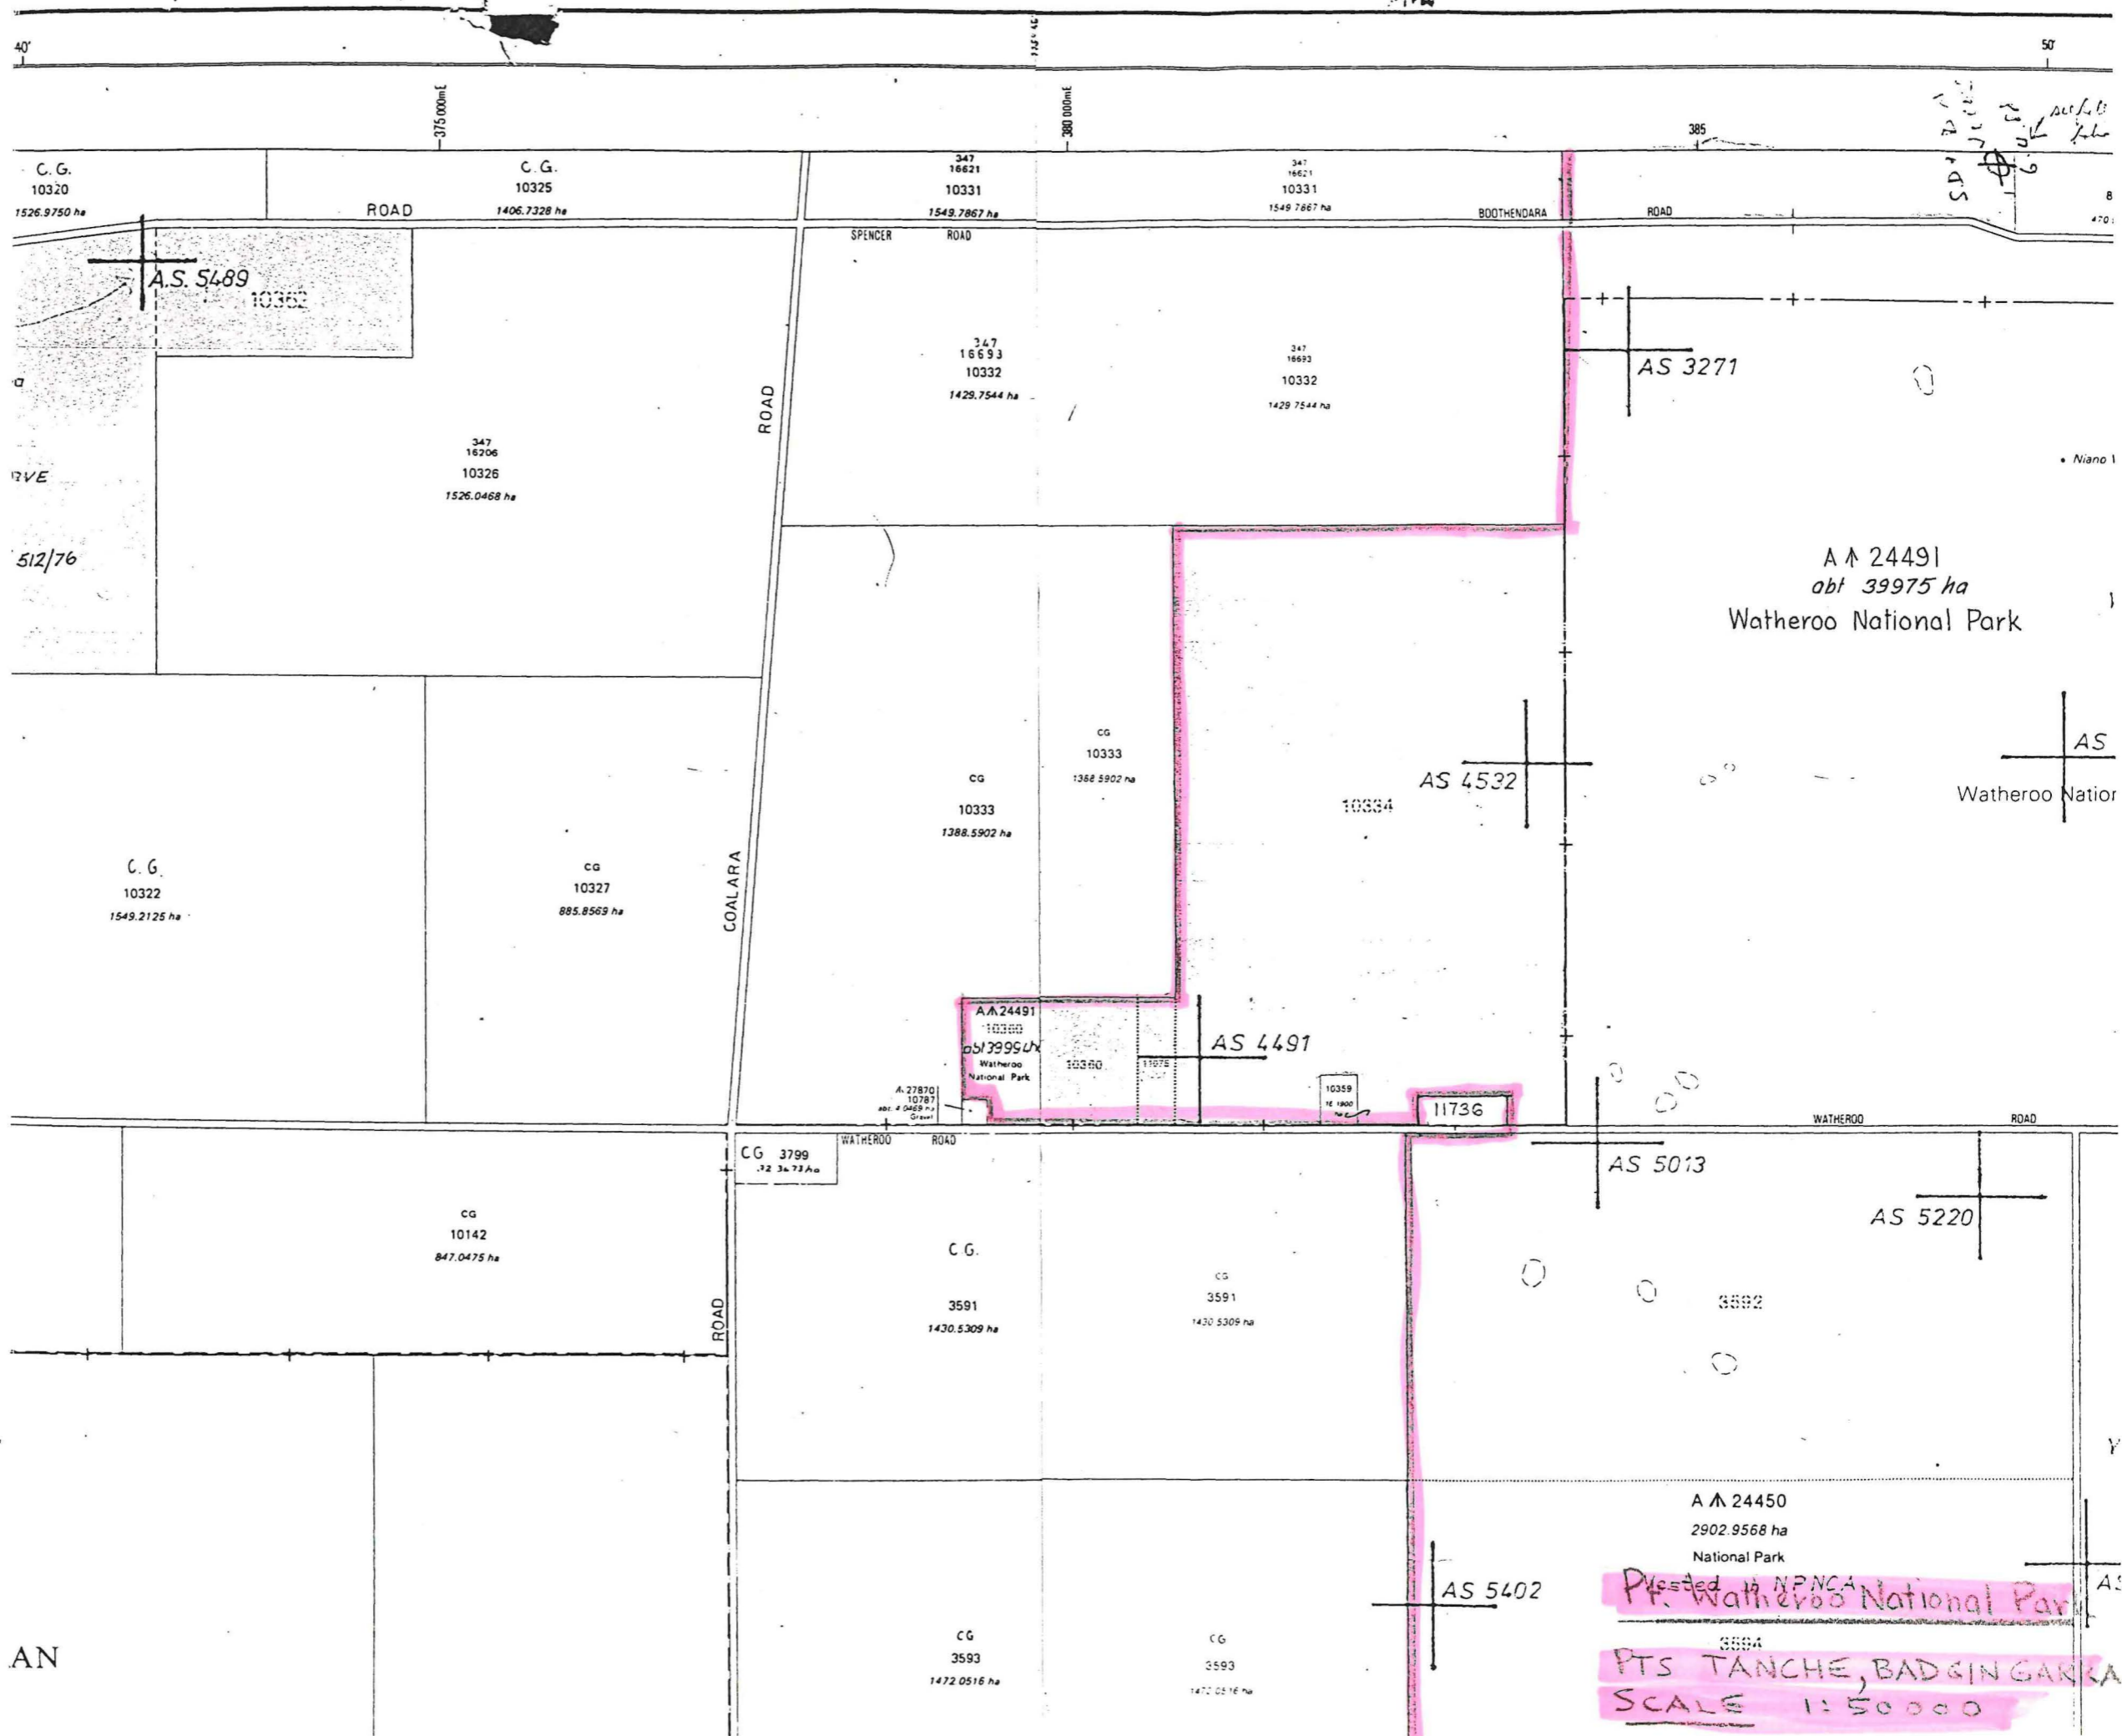 40'
50'
375 000mE
380 000mE
385
C. G.
10320
1526.9750 ha
C. G.
10325
1406.7328 ha
ROAD
347
16621
10331
1549.7867 ha
347
16621
10331
1549.7867 ha
BOOTHENDARA ROAD
SPENCER ROAD
A.S. 5489
10362
347
16693
10332
1429.7544 ha
347
16693
10332
1429.7544 ha
AS 3271
ROAD
347
16206
10326
1526.0468 ha
RVE
512/76
Niano
A 24491
abt 39975 ha
Watheroo National Park
AS
Watheroo Nation
CG
10333
1388.5902 ha
CG
10333
AS 4532
10334
C. G.
10322
1549.2125 ha
CG
10327
885.8569 ha
COALARA
A 24491
10360
Watheroo
National Park
10360
11075
AS 4491
A 27870
10787
abt. 4.0469 ha
Gravel
10359
11736
WATHEROO ROAD
WATHEROO ROAD
CG 3799
AS 5013
AS 5220
CG
10142
847.0475 ha
ROAD
C G.
3591
1430.5309 ha
CG
3591
1430.5309 ha
3592
A 24450
2902.9568 ha
National Park
Vested in NPNCA
Pt. Watheroo National Par
3594
PTS TANCHE, BADGINGARRA
SCALE 1:50000
AS 5402
CG
3593
1472.0516 ha
CG
3593
1472.0516 ha
AN